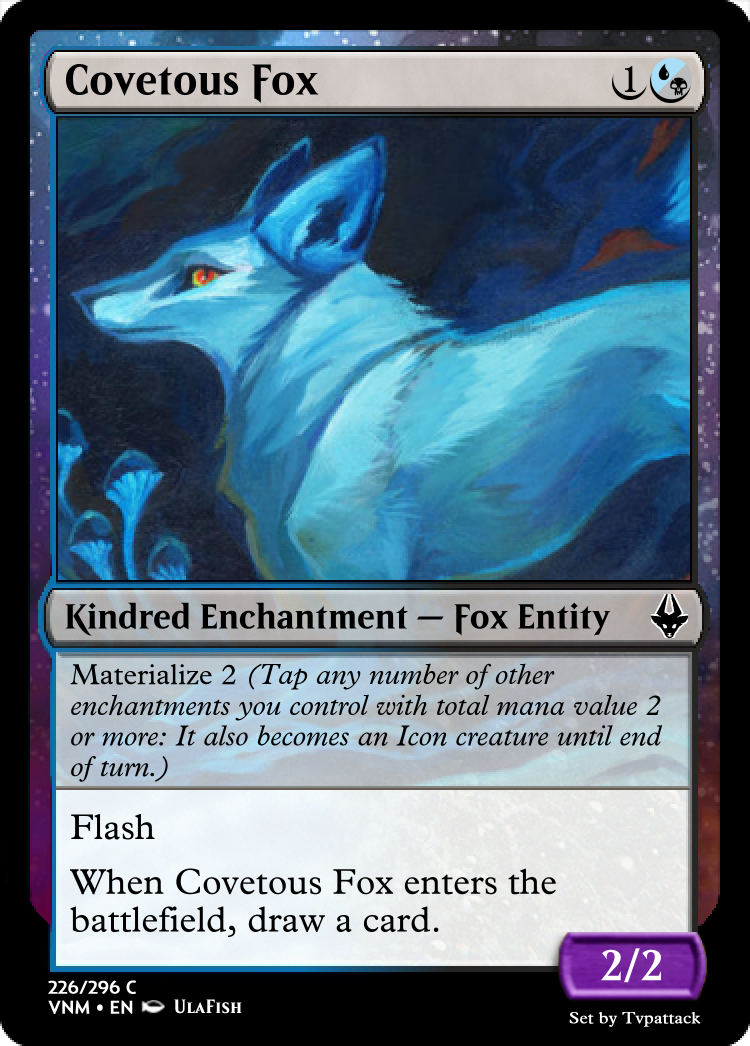 Covetous Fox 1
Kindred Enchantment — Fox Entity
Materialize 2 (Tap any number of other
enchantments you control with total mana value 2
or more: It also becomes an Icon creature until end
of turn.)
Flash
When Covetous Fox enters the
battlefield, draw a card.
2/2
226/296 C
VNM • EN UlaFish
Set by Tvpattack